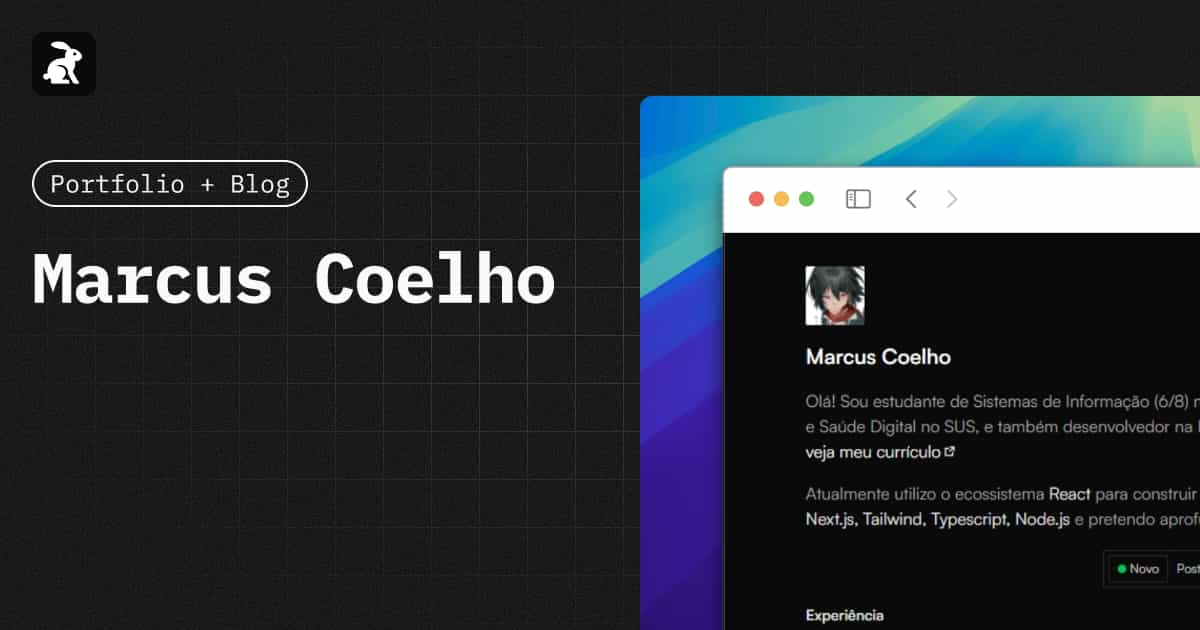 Portfolio + Blog
Marcus Coelho
Marcus Coelho
Olá! Sou estudante de Sistemas de Informação (6/8)
e Saúde Digital no SUS, e também desenvolvedor na
veja meu currículo
Atualmente utilizo o ecossistema React para construir
Next.js, Tailwind, Typescript, Node.js e pretendo
Novo
Experiência